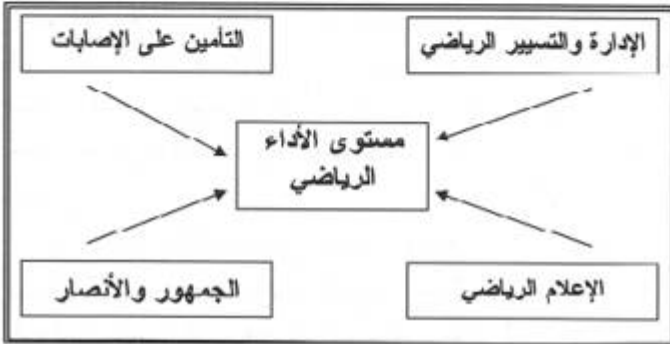 الإدارة والتسيير الرياضي
التأمين على الإصابات
مستوى الأداء
الرياضي
الإعلام الرياضي
الجمهور والأنصار